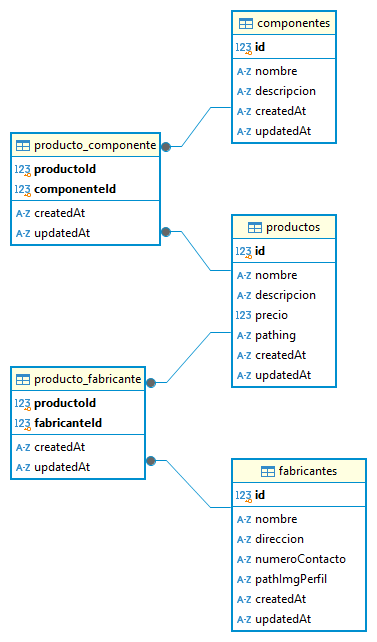 componentes
123 id
A-Z nombre
A-Z descripcion
A-Z createdAt
A-Z updatedAt
producto_componente
123 productoId
123 componenteId
A-Z createdAt
A-Z updatedAt
productos
123 id
A-Z nombre
A-Z descripcion
123 precio
A-Z pathing
A-Z createdAt
A-Z updatedAt
producto_fabricante
123 productoId
123 fabricanteId
A-Z createdAt
A-Z updatedAt
fabricantes
123 id
A-Z nombre
A-Z direccion
A-Z numeroContacto
A-Z pathImgPerfil
A-Z createdAt
A-Z updatedAt